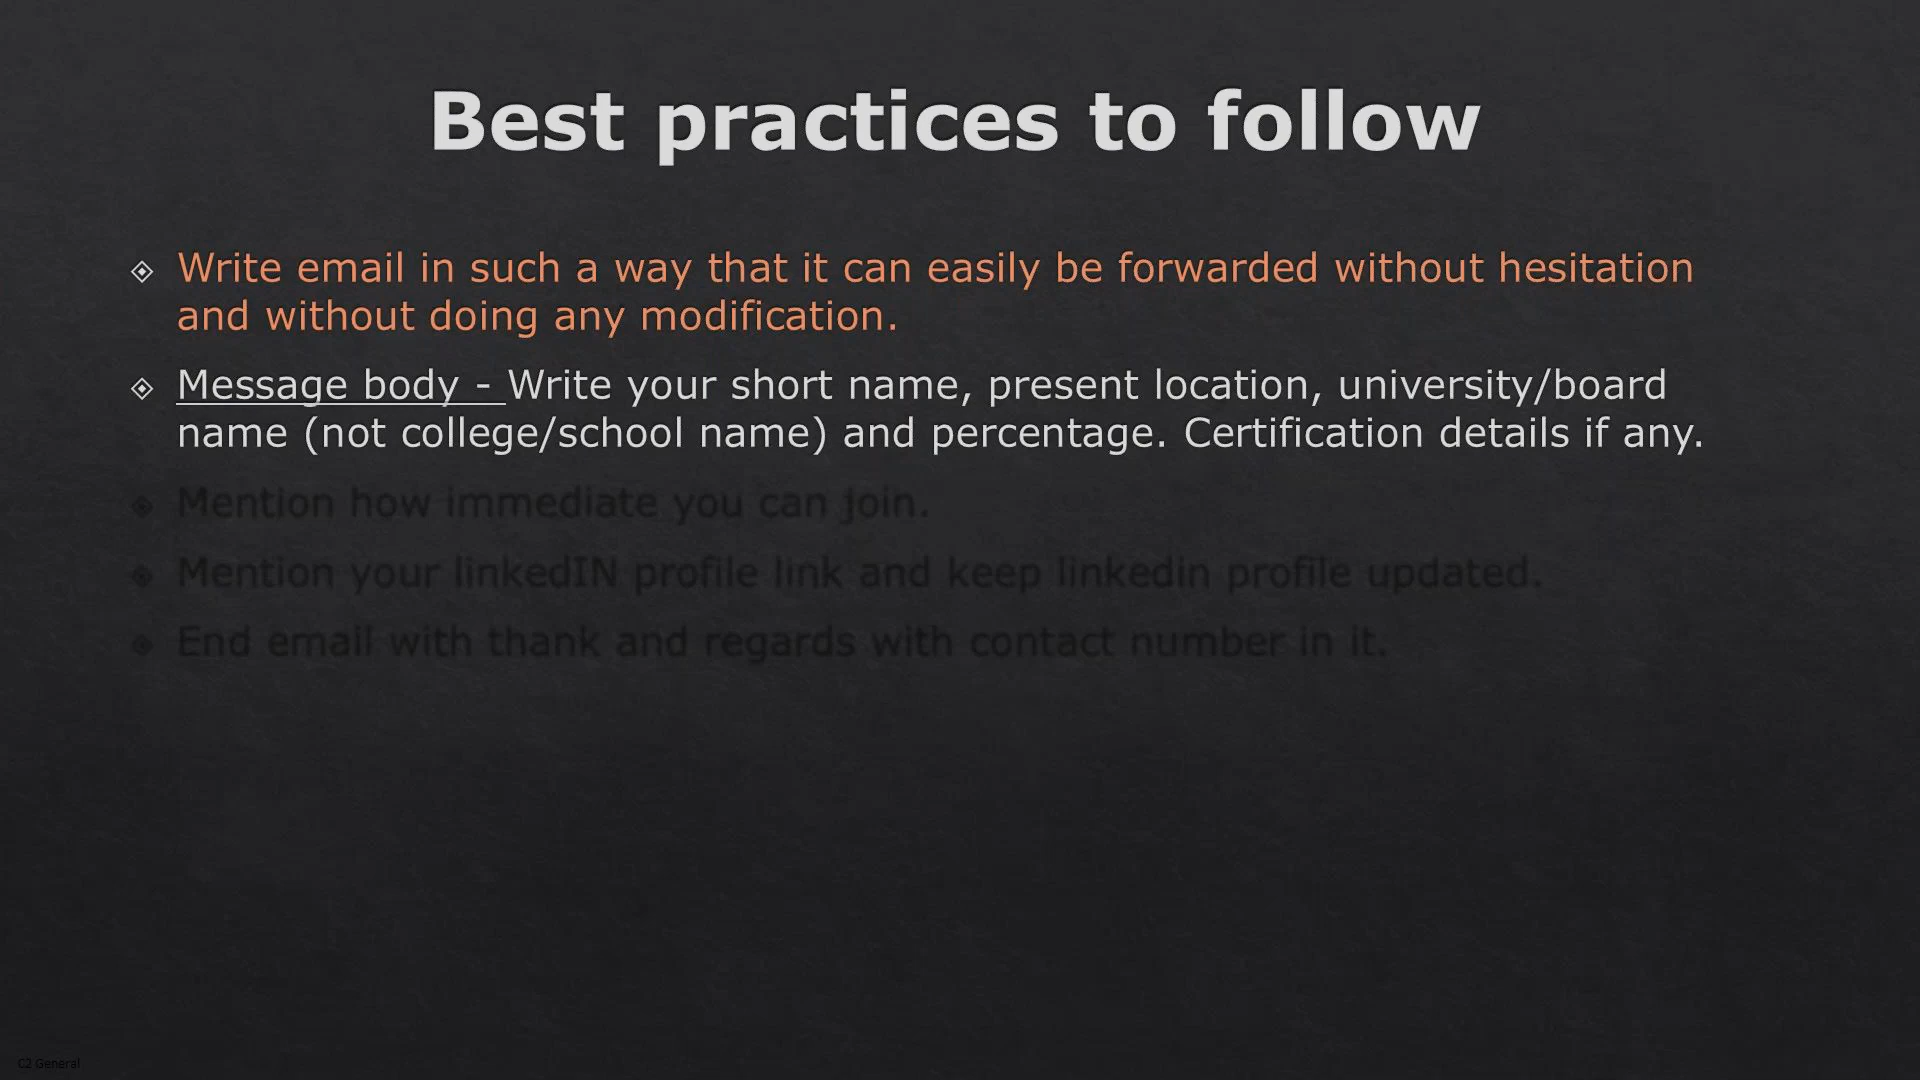 Best practices to follow
Write email in such a way that it can easily be forwarded without hesitation
and without doing any modification.
Message body - Write your short name, present location, university/board
name (not college/school name) and percentage. Certification details if any.
Mention how immediate you can join.
Mention your linkedIN profile link and keep linkedin profile updated.
End email with thank and regards with contact number in it.
C2 General